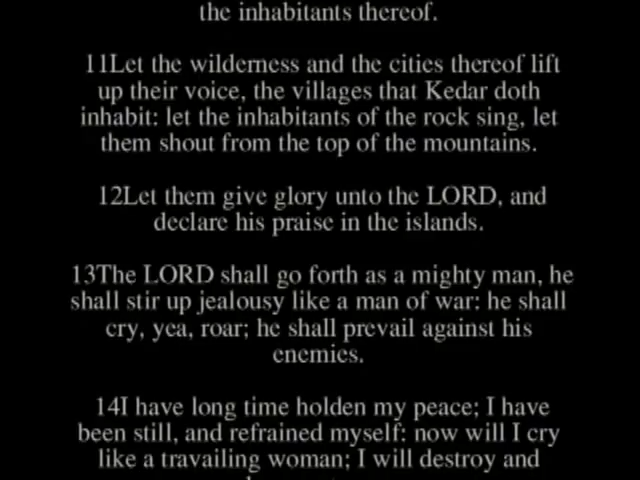 the inhabitants thereof.
11Let the wilderness and the cities thereof lift
up their voice, the villages that Kedar doth
inhabit: let the inhabitants of the rock sing, let
them shout from the top of the mountains.
12Let them give glory unto the LORD, and
declare his praise in the islands.
13The LORD shall go forth as a mighty man, he
shall stir up jealousy like a man of war: he shall
cry, yea, roar; he shall prevail against his
enemies.
14I have long time holden my peace; I have
been still, and refrained myself: now will I cry
like a travailing woman; I will destroy and